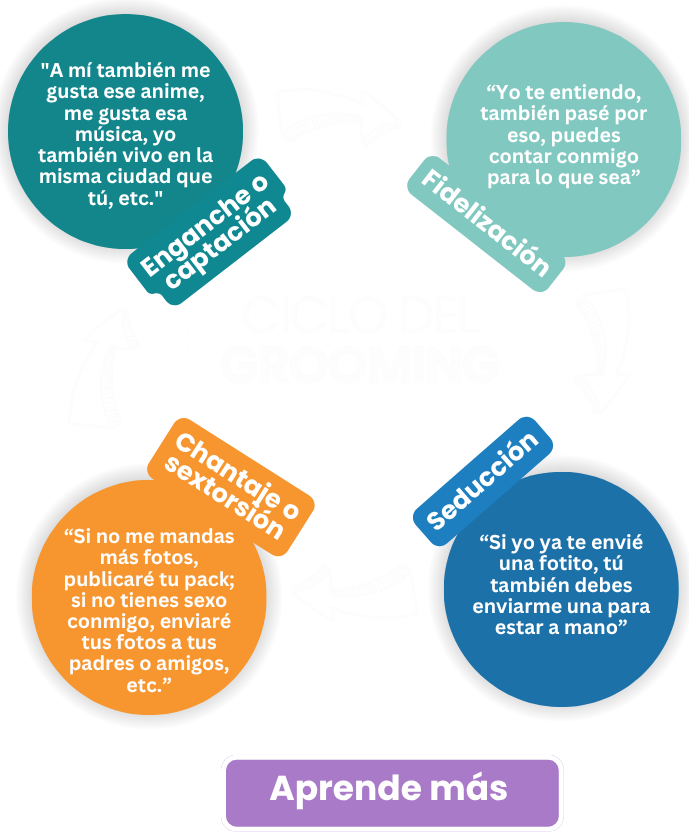 "A mí también me
gusta ese anime,
me gusta esa
música, yo
también vivo en la
misma ciudad que
tú, etc."
Enganche o
captación
“Yo te entiendo,
también pasé por
eso, puedes
contar conmigo
para lo que sea”
Fidelización
CICLO DEL
GROOMING
Seducción
“Si yo ya te envié
una fotito, tú
también debes
enviarme una para
estar a mano”
Chantaje o
sextorsión
“Si no me mandas
más fotos,
publicaré tu pack;
si no tienes sexo
conmigo, enviaré
tus fotos a tus
padres o amigos,
etc.”
Aprende más